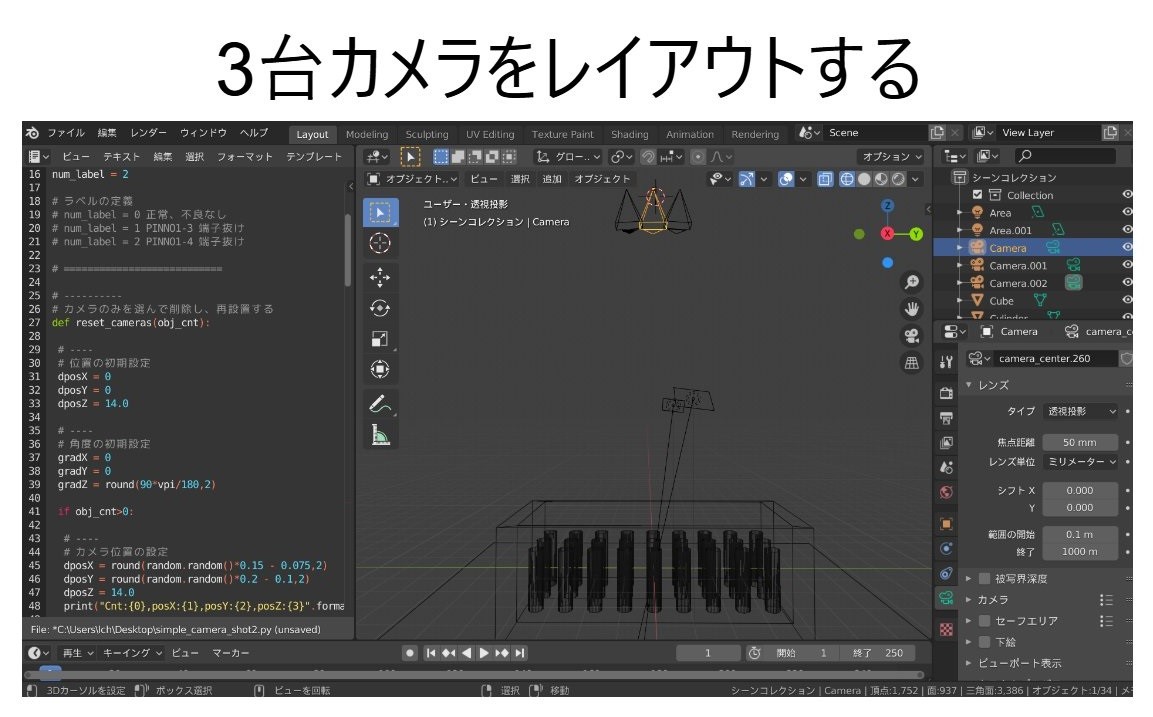 3台カメラをレイアウトする
ファイル 編集 レンダー ウィンドウ ヘルプ Layout Modeling Sculpting UV Editing Texture Paint Shading Animation Rendering Scene View Layer
ビュー テキスト 編集 選択 フォーマット テンプレート
グロー.. オプション
オブジェクト.. ビュー 選択 追加 オブジェクト
16 num_label = 2
17
18 # ラベルの定義
19 # num_label = 0 正常、不良なし
20 # num_label = 1 PINNO1-3 端子抜け
21 # num_label = 2 PINNO1-4 端子抜け
22
23 # ===========================
24
25 # ----------
26 # カメラのみを選んで削除し、再設置する
27 def reset_cameras(obj_cnt):
28
29 # ----
30 # 位置の初期設定
31 dposX = 0
32 dposY = 0
33 dposZ = 14.0
34
35 # ----
36 # 角度の初期設定
37 gradX = 0
38 gradY = 0
39 gradZ = round(90*vpi/180,2)
40
41 if obj_cnt>0:
42
43 # ----
44 # カメラ位置の設定
45 dposX = round(random.random()*0.15 - 0.075,2)
46 dposY = round(random.random()*0.2 - 0.1,2)
47 dposZ = 14.0
48 print("Cnt:{0},posX:{1},posY:{2},posZ:{3}".forma
File: *C:\Users\lch\Desktop\simple_camera_shot2.py (unsaved)
ユーザー・透視投影
(1) シーンコレクション | Camera
Z
X
Y
シーンコレクション
Collection
Area
Area.001
Camera
Camera.001
Camera.002
Cube
Cylinder
Camera camera_c
camera_center.260
レンズ
タイプ 透視投影
焦点距離 50 mm
レンズ単位 ミリメーター
シフト X 0.000
Y 0.000
範囲の開始 0.1 m
終了 1000 m
被写界深度
カメラ
セーフエリア
下絵
ビューポート表示
再生 キーイング ビュー マーカー 1 開始 1 終了 250
3Dカーソルを設定 ボックス選択 ビューを回転 選択 移動 シーンコレクション | Camera | 頂点:1,752 | 面:937 | 三角面:3,386 | オブジェクト:1/34 | メ